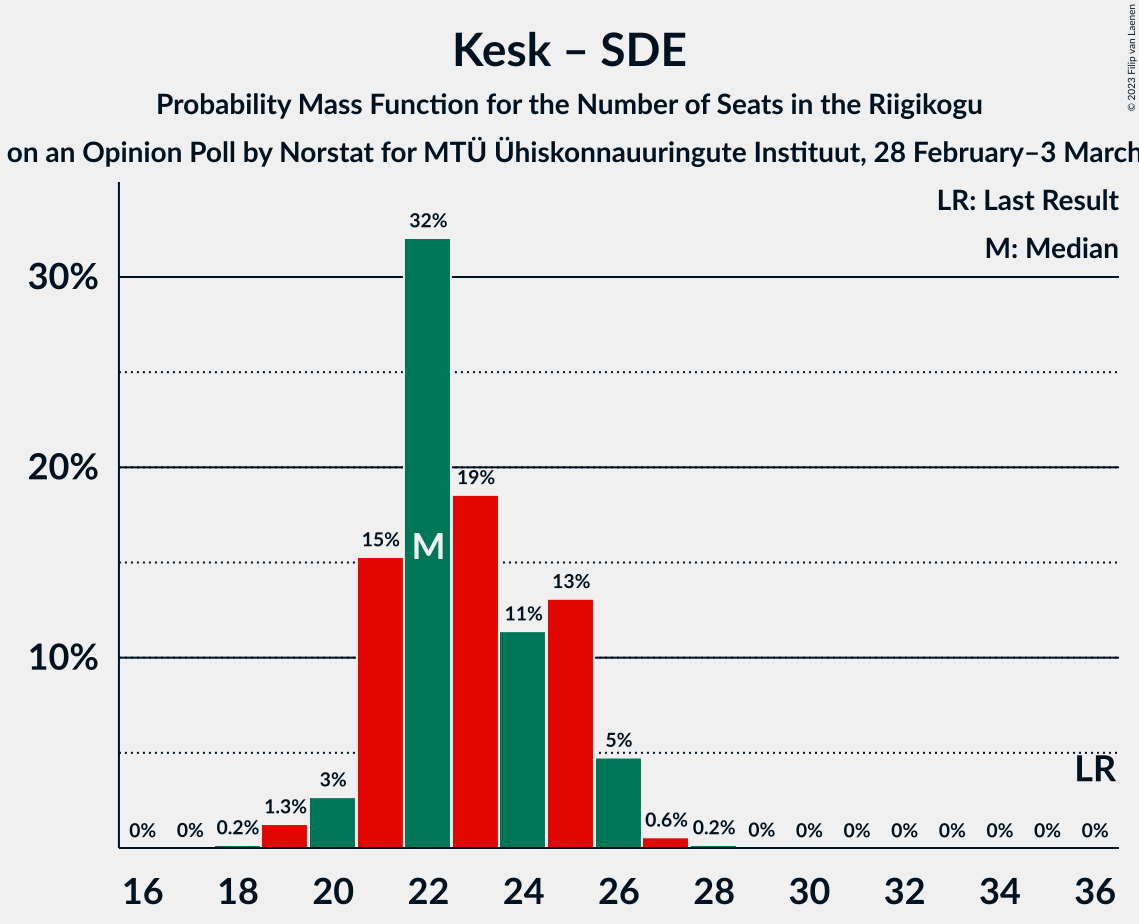 Kesk – SDE
Probability Mass Function for the Number of Seats in the Riigikogu
on an Opinion Poll by Norstat for MTÜ Ühiskonnauuringute Instituut, 28 February–3 March
© 2023 Filip van Laenen
LR: Last Result
M: Median
30%
20%
10%
0%
0%
0.2%
1.3%
3%
15%
32%
M
19%
11%
13%
5%
0.6%
0.2%
0%
0%
0%
0%
0%
0%
0%
0%
LR
16 18 20 22 24 26 28 30 32 34 36